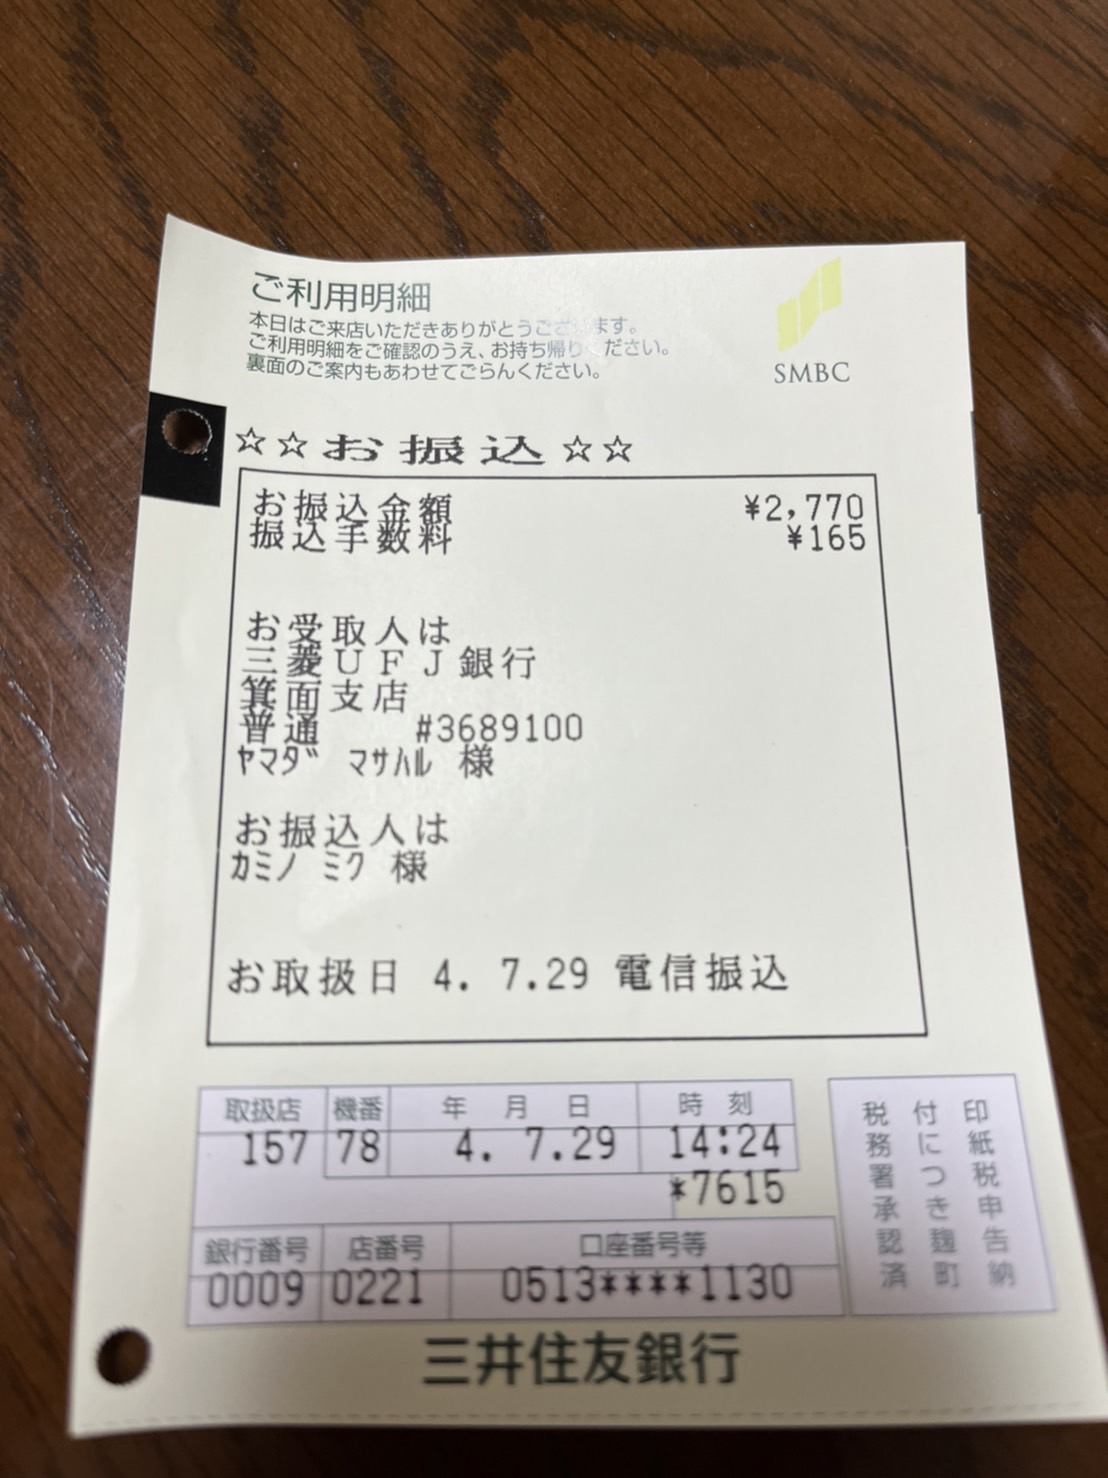 ご利用明細
本日はご来店いただきありがとうございます。
ご利用明細をご確認のうえ、お持ち帰りください。
裏面のご案内もあわせてごらんください。
SMBC
☆☆お振込☆☆
お振込金額 ¥2,770
振込手数料 ¥165
お受取人は
三菱UFJ銀行
箕面支店
普通 #3689100
ヤマダ マサハル 様
お振込人は
カミノ ミク 様
お取扱日 4. 7.29 電信振込
取扱店 機番 年 月 日 時 刻
157 78 4. 7.29 14:24
*7615
銀行番号 店番号 口座番号等
0009 0221 0513****1130
印紙税申告納
付につき麹町
税務署承認済
三井住友銀行